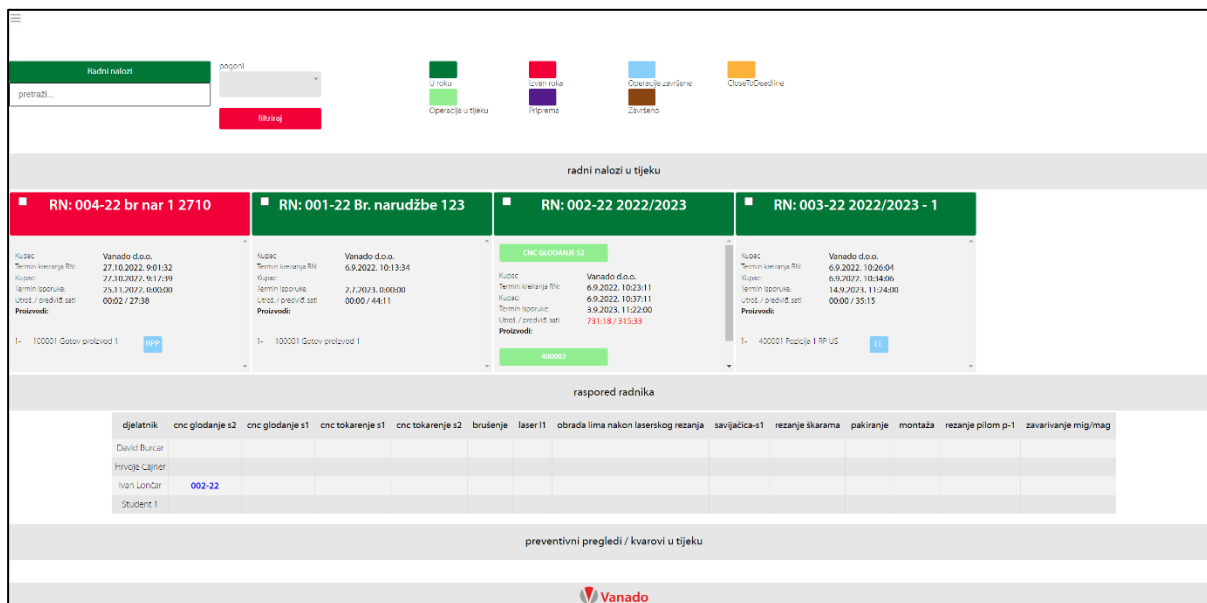 Radni nalozi
pretraži...
pogoni
filtriraj
U roku
Izvan roka
Operacije završene
CloseToDeadline
Operacija u tijeku
Priprema
Završeno
radni nalozi u tijeku
RN: 004-22 br nar 1 2710
Kupac
Vanado d.o.o.
Termin kreiranja RN:
27.10.2022. 9:01:32
Kupac:
27.10.2022. 9:17:39
Termin isporuke:
25.11.2022. 0:00:00
Utroš. / predviđ. sati
00:02 / 27:38
Proizvodi:
1- 100001 Gotov proizvod 1
RPP
RN: 001-22 Br. narudžbe 123
Kupac
Vanado d.o.o.
Termin kreiranja RN:
6.9.2022. 10:13:34
Kupac:
Termin isporuke:
2.7.2023. 0:00:00
Utroš. / predviđ. sati
00:00 / 44:11
Proizvodi:
1- 100001 Gotov proizvod 1
RN: 002-22 2022/2023
CNC GLODANJE S2
Kupac
Vanado d.o.o.
Termin kreiranja RN:
6.9.2022. 10:23:11
Kupac:
6.9.2022. 10:37:11
Termin isporuke:
3.9.2023. 11:22:00
Utroš. / predviđ. sati
731:18 / 315:33
Proizvodi:
400003
RN: 003-22 2022/2023 - 1
Kupac
Vanado d.o.o.
Termin kreiranja RN:
6.9.2022. 10:26:04
Kupac:
6.9.2022. 10:34:06
Termin isporuke:
14.9.2023. 11:24:00
Utroš. / predviđ. sati
00:00 / 35:15
Proizvodi:
1- 400001 Pozicija 1 RP US
LL
raspored radnika
djelatnik cnc glodanje s2 cnc glodanje s1 cnc tokarenje s1 cnc tokarenje s2 brušenje laser l1 obrada lima nakon laserskog rezanja savijačica-s1 rezanje škarama pakiranje montaža rezanje pilom p-1 zavarivanje mig/mag
David Burcar
Hrvoje Cajner
Ivan Lončar 002-22
Student 1
preventivni pregledi / kvarovi u tijeku
Vanado